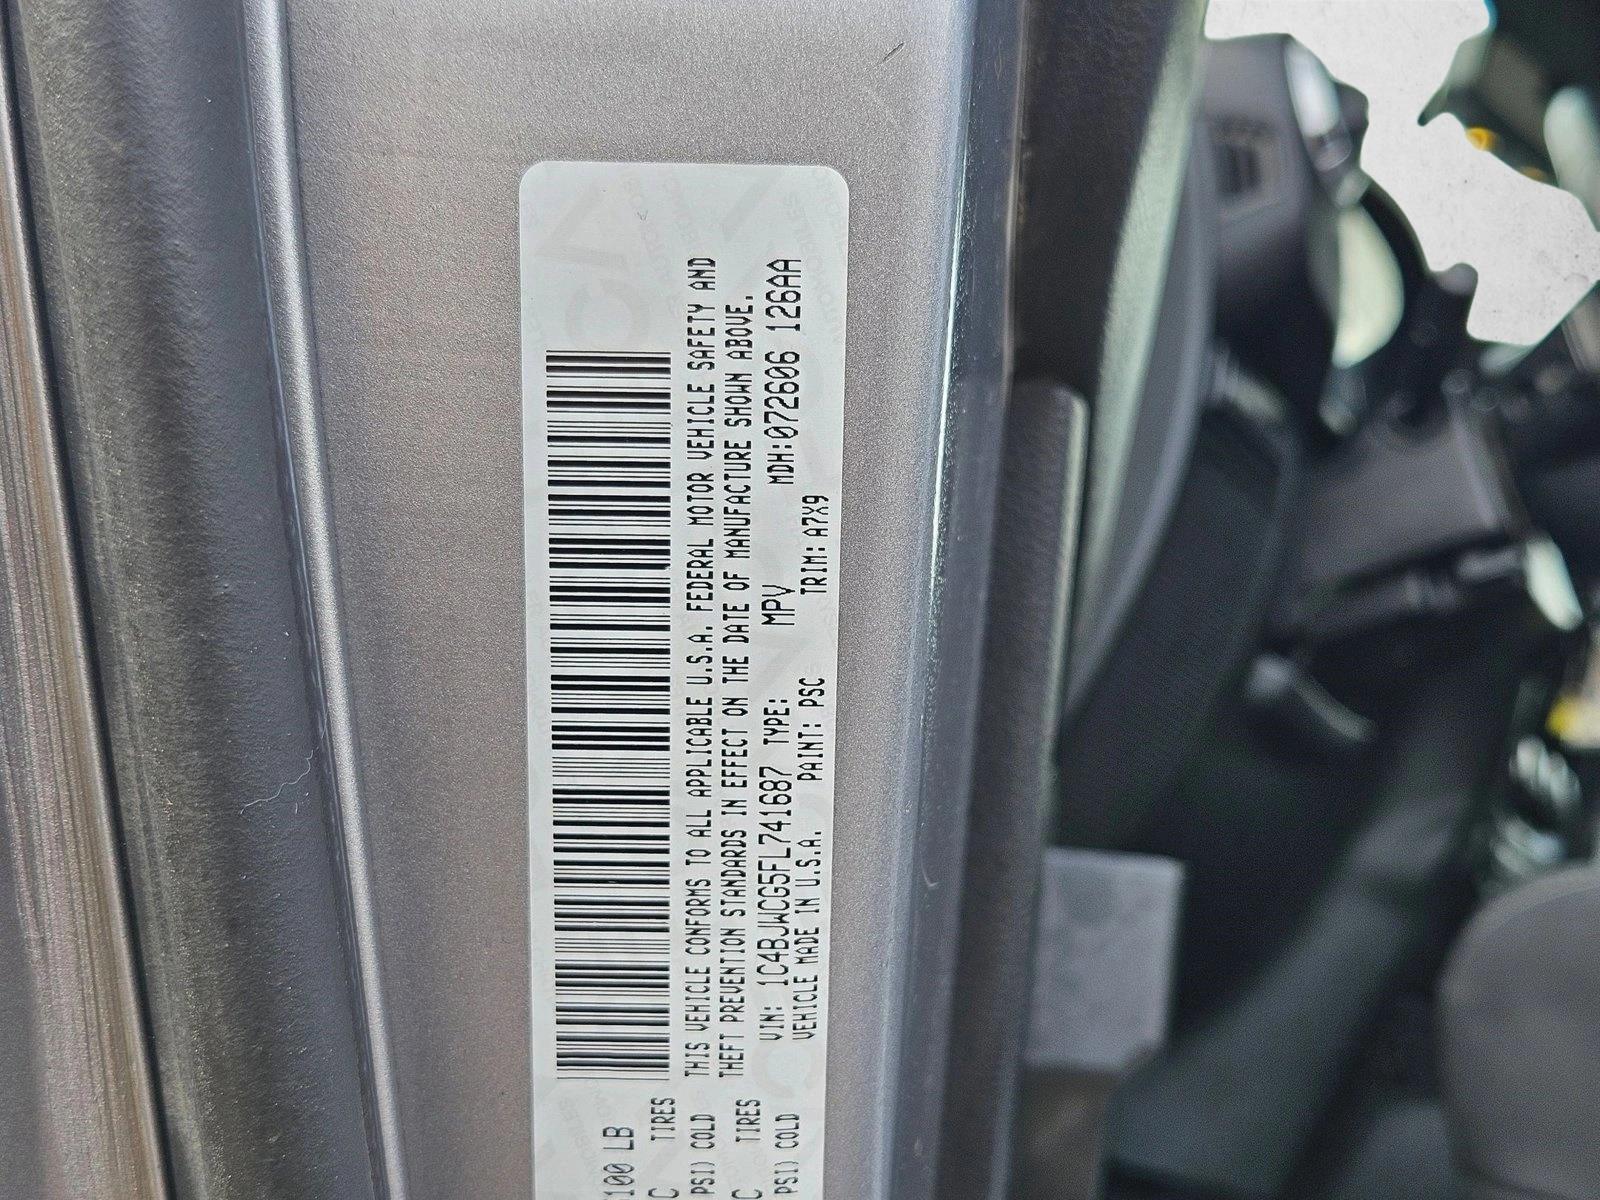 THIS VEHICLE CONFORMS TO ALL APPLICABLE U.S.A. FEDERAL MOTOR VEHICLE SAFETY AND
THEFT PREVENTION STANDARDS IN EFFECT ON THE DATE OF MANUFACTURE SHOWN ABOVE.
VIN: 1C4BJWCG5FL741687 TYPE: MPV MDH:072606 126AA
VEHICLE MADE IN U.S.A. PAINT: PSC TRIM: A7X9
100 LB
C TIRES
PSI) COLD
C TIRES
PSI) COLD